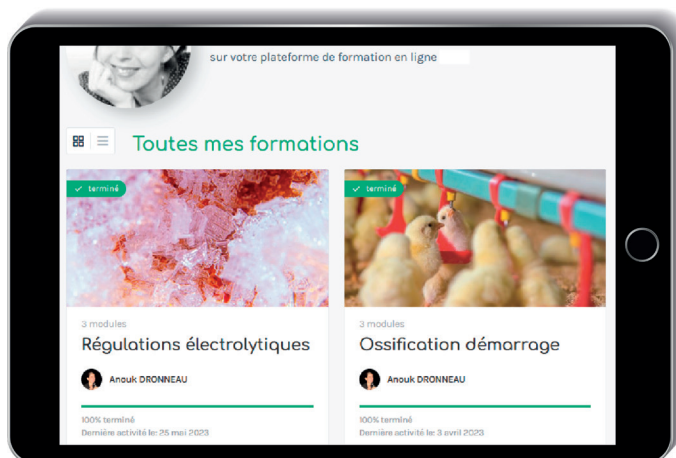 sur votre plateforme de formation en ligne
Toutes mes formations
terminé
3 modules
Régulations électrolytiques
Anouk DRONNEAU
100% terminé
Dernière activité le: 25 mai 2023
terminé
3 modules
Ossification démarrage
Anouk DRONNEAU
100% terminé
Dernière activité le: 3 avril 2023